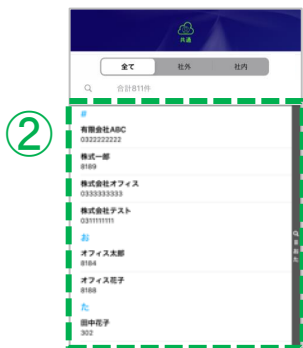 共通
全て 社外 社内
合計811件
②
#
有限会社ABC
0322222222
株式一郎
8189
株式会社オフィス
0333333333
株式会社テスト
0311111111
お
オフィス太郎
8184
オフィス花子
8188
た
田中花子
302
#
お
た